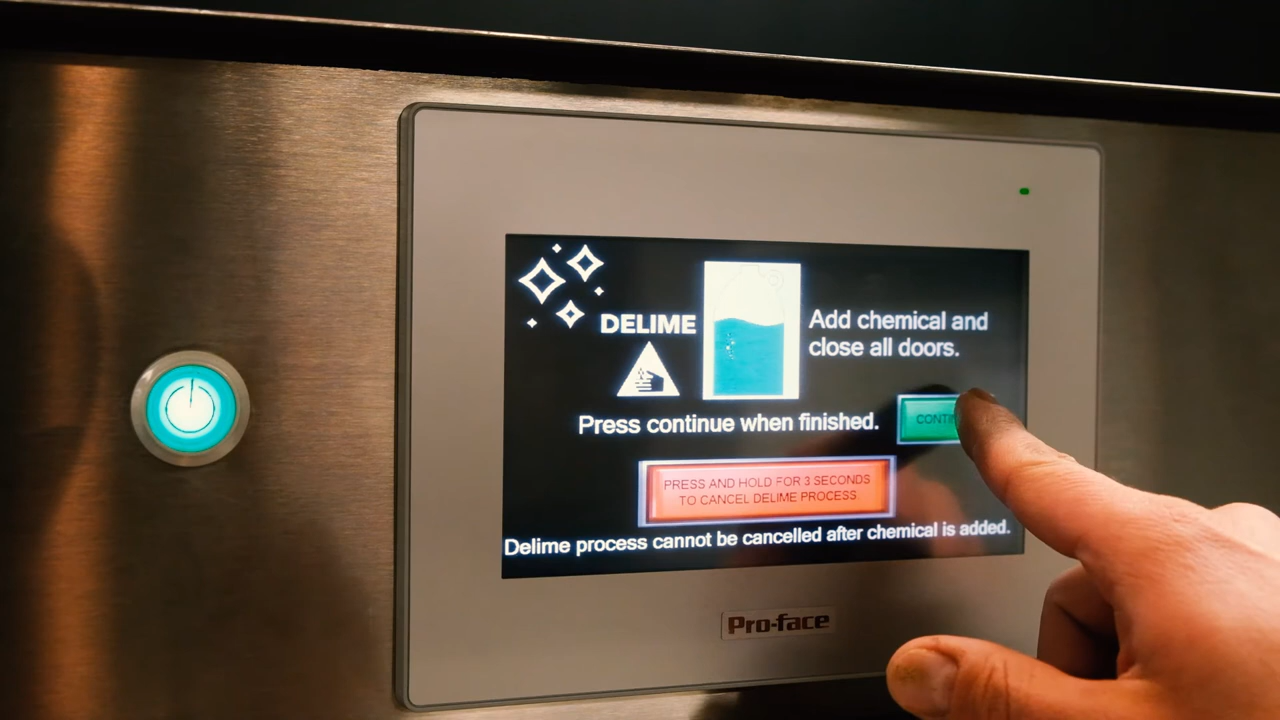 DELIME
Add chemical and
close all doors.
Press continue when finished.
PRESS AND HOLD FOR 3 SECONDS
TO CANCEL DELIME PROCESS
Delime process cannot be cancelled after chemical is added.
Pro-face